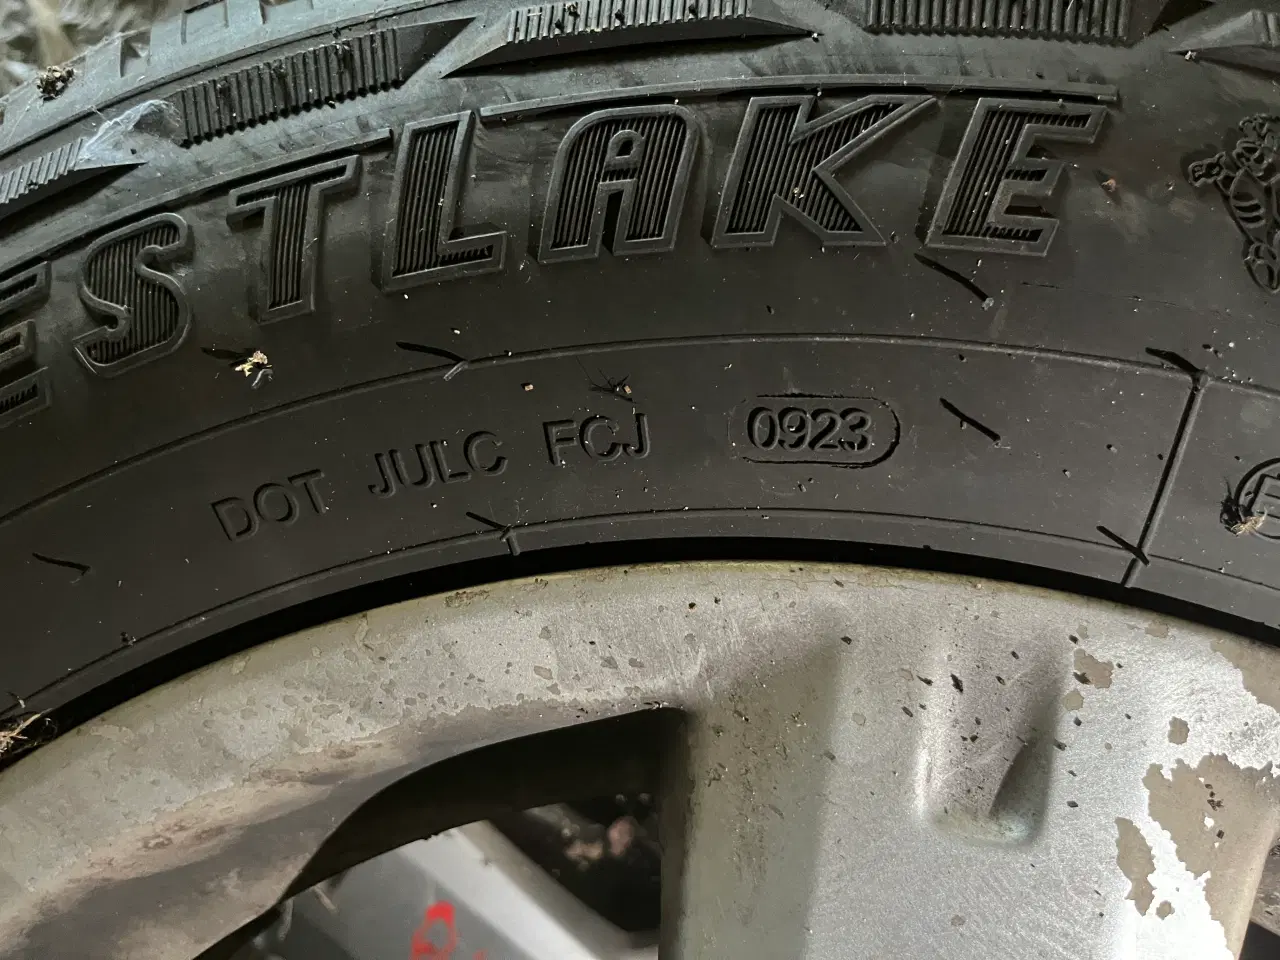 ESTLAKE
DOT JULC FCJ 0923